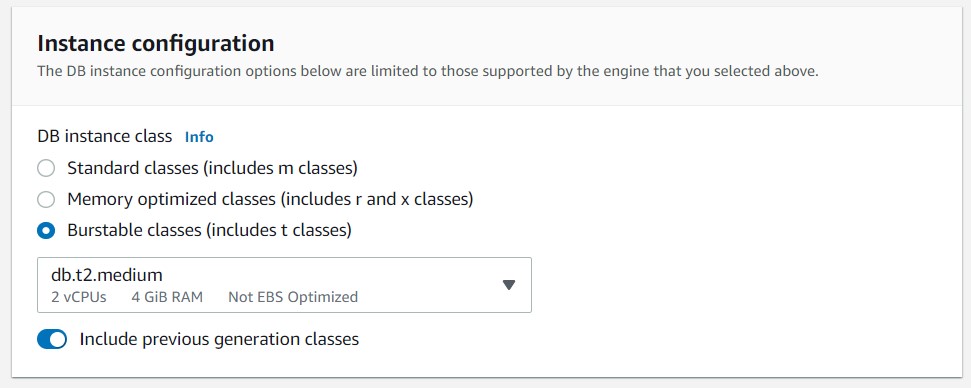 Instance configuration
The DB instance configuration options below are limited to those supported by the engine that you selected above.
DB instance class Info
Standard classes (includes m classes)
Memory optimized classes (includes r and x classes)
Burstable classes (includes t classes)
db.t2.medium
2 vCPUs 4 GiB RAM Not EBS Optimized
Include previous generation classes